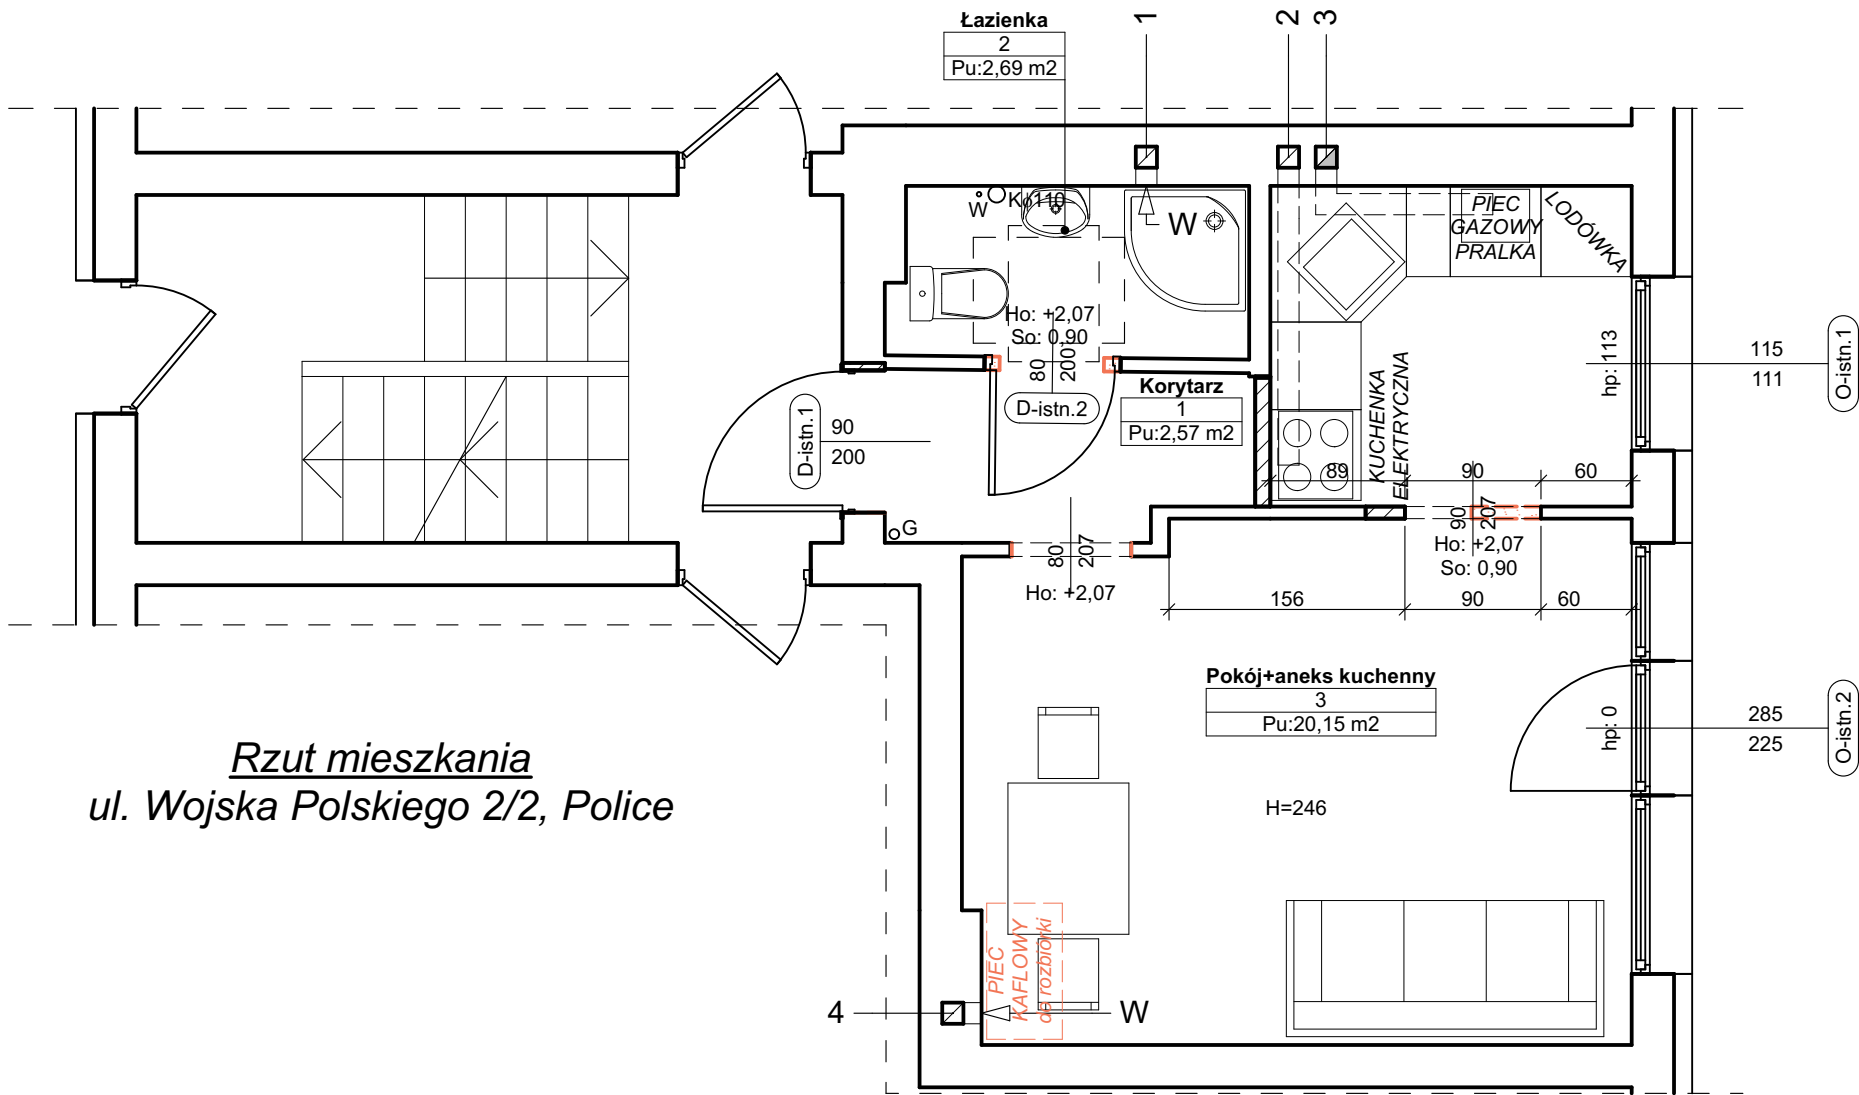 Łazienka
2
Pu:2,69 m2
1
2
3
W
Kó110
W
PIEC
GAZOWY
PRALKA
LODÓWKA
Ho: +2,07
So: 0,90
80
200
D-istn.2
Korytarz
1
Pu:2,57 m2
D-istn.1
90
200
KUCHENKA
ELEKTRYCZNA
hp: 113
115
111
O-istn.1
89
90
60
90
207
Ho: +2,07
So: 0,90
G
80
207
Ho: +2,07
156
90
60
Pokój+aneks kuchenny
3
Pu:20,15 m2
hp: 0
285
225
O-istn.2
H=246
Rzut mieszkania
ul. Wojska Polskiego 2/2, Police
PIEC
KAFLOWY
do rozbiórki
4
W